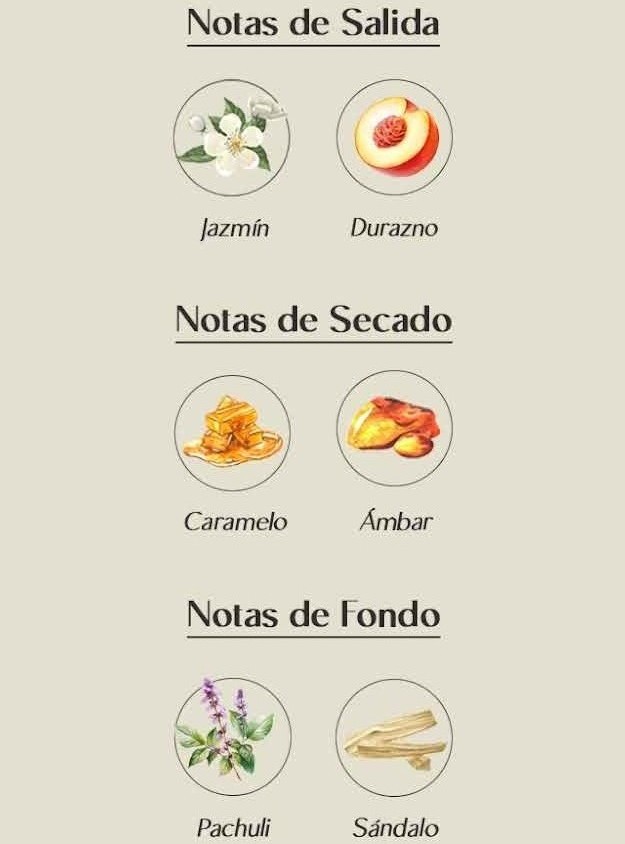 Notas de Salida
Jazmín Durazno
Notas de Secado
Caramelo Ámbar
Notas de Fondo
Pachuli Sándalo